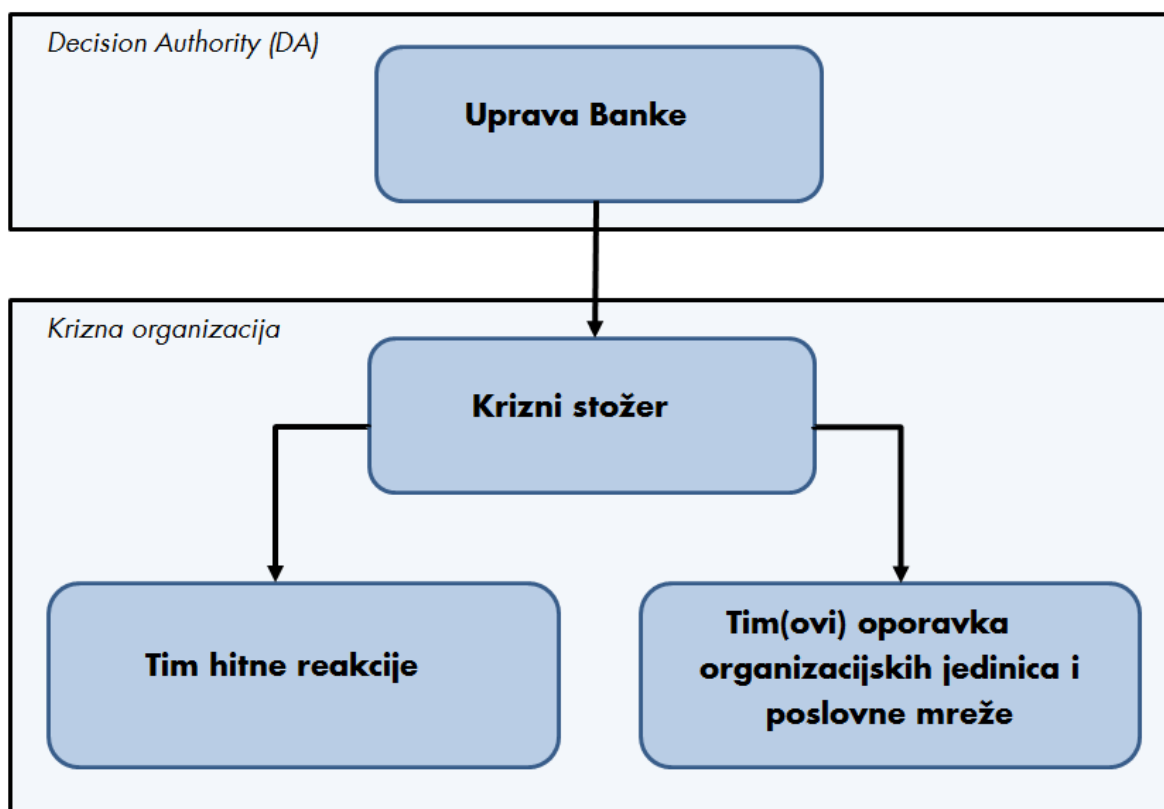 Decision Authority (DA)
Uprava Banke
Krizna organizacija
Krizni stožer
Tim hitne reakcije
Tim(ovi) oporavka
organizacijskih jedinica i
poslovne mreže